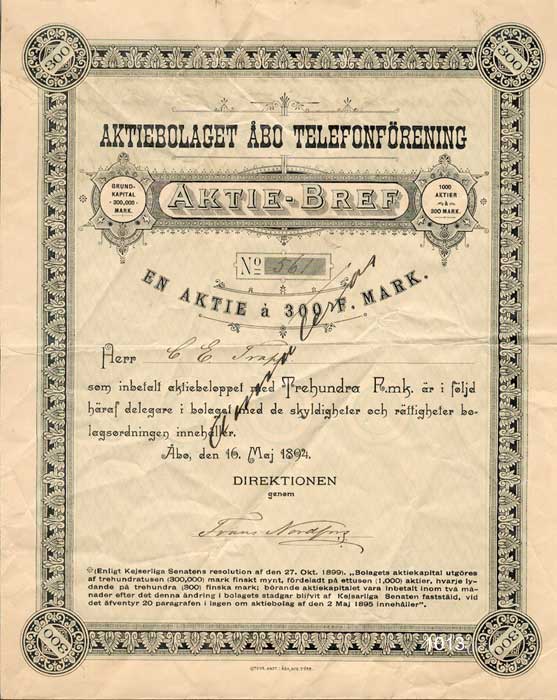 300
300
AKTIEBOLAGET ÅBO TELEFONFÖRENING
GRUND-
KAPITAL
300,000
MARK.
AKTIE-BREF
1000
AKTIER
à
300 MARK.
No 561
EN AKTIE à 300 F. MARK.
Herr C E Trapp
som inbetalt aktiebeloppet med Trehundra F.mk. är i följd
häraf delegare i bolaget med de skyldigheter och rättigheter bo-
lagsordningen innehåller.
Åbo, den 16. Maj 1894.
DIREKTIONEN
genom
Frans
(Enligt Kejserliga Senatens resolution af den 27. Okt. 1899). „Bolagets aktiekapital utgöres
af trehundratusen (300,000) mark finskt mynt, fördeladt på ettusen (1,000) aktier, hvarje ly-
dande på trehundra (300) finska mark; börande aktiekapitalet vara inbetalt inom två må-
nader efter det denna ändring i bolagets stadgar blifvit af Kejsarliga Senaten faststäld, vid
det äfventyr 20 paragrafen i lagen om aktiebolag af den 2 Maj 1895 innehåller".
1013
300
300